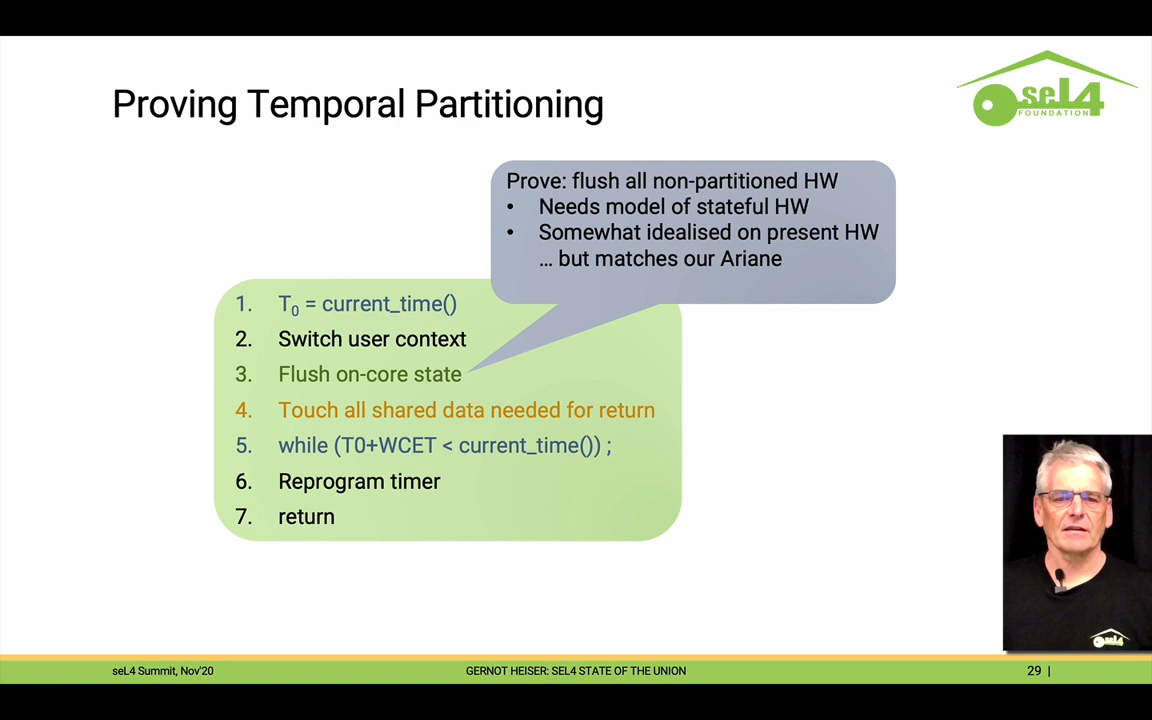 Proving Temporal Partitioning
seL4
FOUNDATION
Prove: flush all non-partitioned HW
• Needs model of stateful HW
• Somewhat idealised on present HW
... but matches our Ariane
1. T₀ = current_time()
2. Switch user context
3. Flush on-core state
4. Touch all shared data needed for return
5. while (T0+WCET < current_time()) ;
6. Reprogram timer
7. return
seL4
seL4 Summit, Nov'20
GERNOT HEISER: SEL4 STATE OF THE UNION
29 |